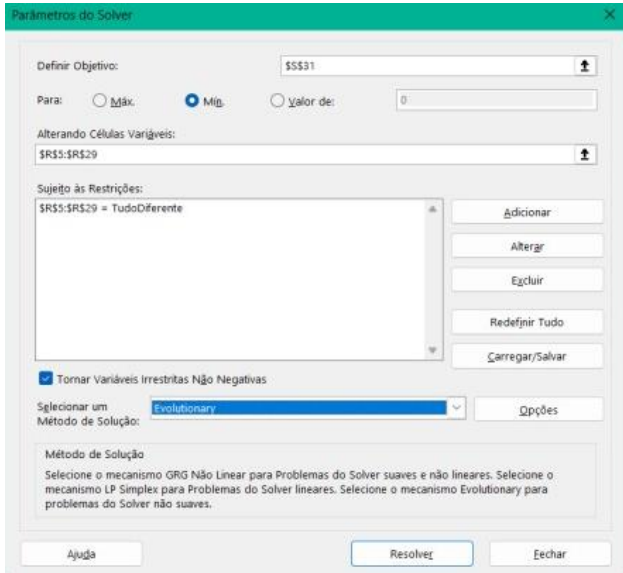 Parâmetros do Solver
Definir Objetivo: $S$31
Para: Máx. Mín. Valor de: 0
Alterando Células Variáveis:
$R$5:$R$29
Sujeito às Restrições:
$R$5:$R$29 = TudoDiferente
Adicionar
Alterar
Excluir
Redefinir Tudo
Carregar/Salvar
Tornar Variáveis Irrestritas Não Negativas
Selecionar um
Método de Solução: Evolutionary Opções
Método de Solução
Selecione o mecanismo GRG Não Linear para Problemas do Solver suaves e não lineares. Selecione o
mecanismo LP Simplex para Problemas do Solver lineares. Selecione o mecanismo Evolutionary para
problemas do Solver não suaves.
Ajuda Resolver Fechar